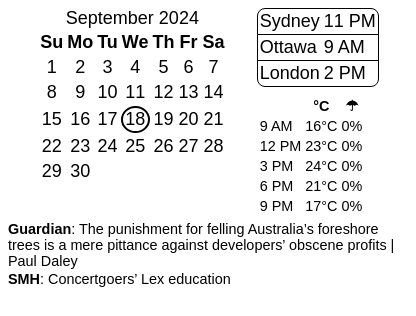 September 2024
Su Mo Tu We Th Fr Sa
1 2 3 4 5 6 7
8 9 10 11 12 13 14
15 16 17 18 19 20 21
22 23 24 25 26 27 28
29 30
Sydney 11 PM
Ottawa 9 AM
London 2 PM
°C ☂
9 AM 16°C 0%
12 PM 23°C 0%
3 PM 24°C 0%
6 PM 21°C 0%
9 PM 17°C 0%
Guardian: The punishment for felling Australia’s foreshore
trees is a mere pittance against developers’ obscene profits |
Paul Daley
SMH: Concertgoers’ Lex education